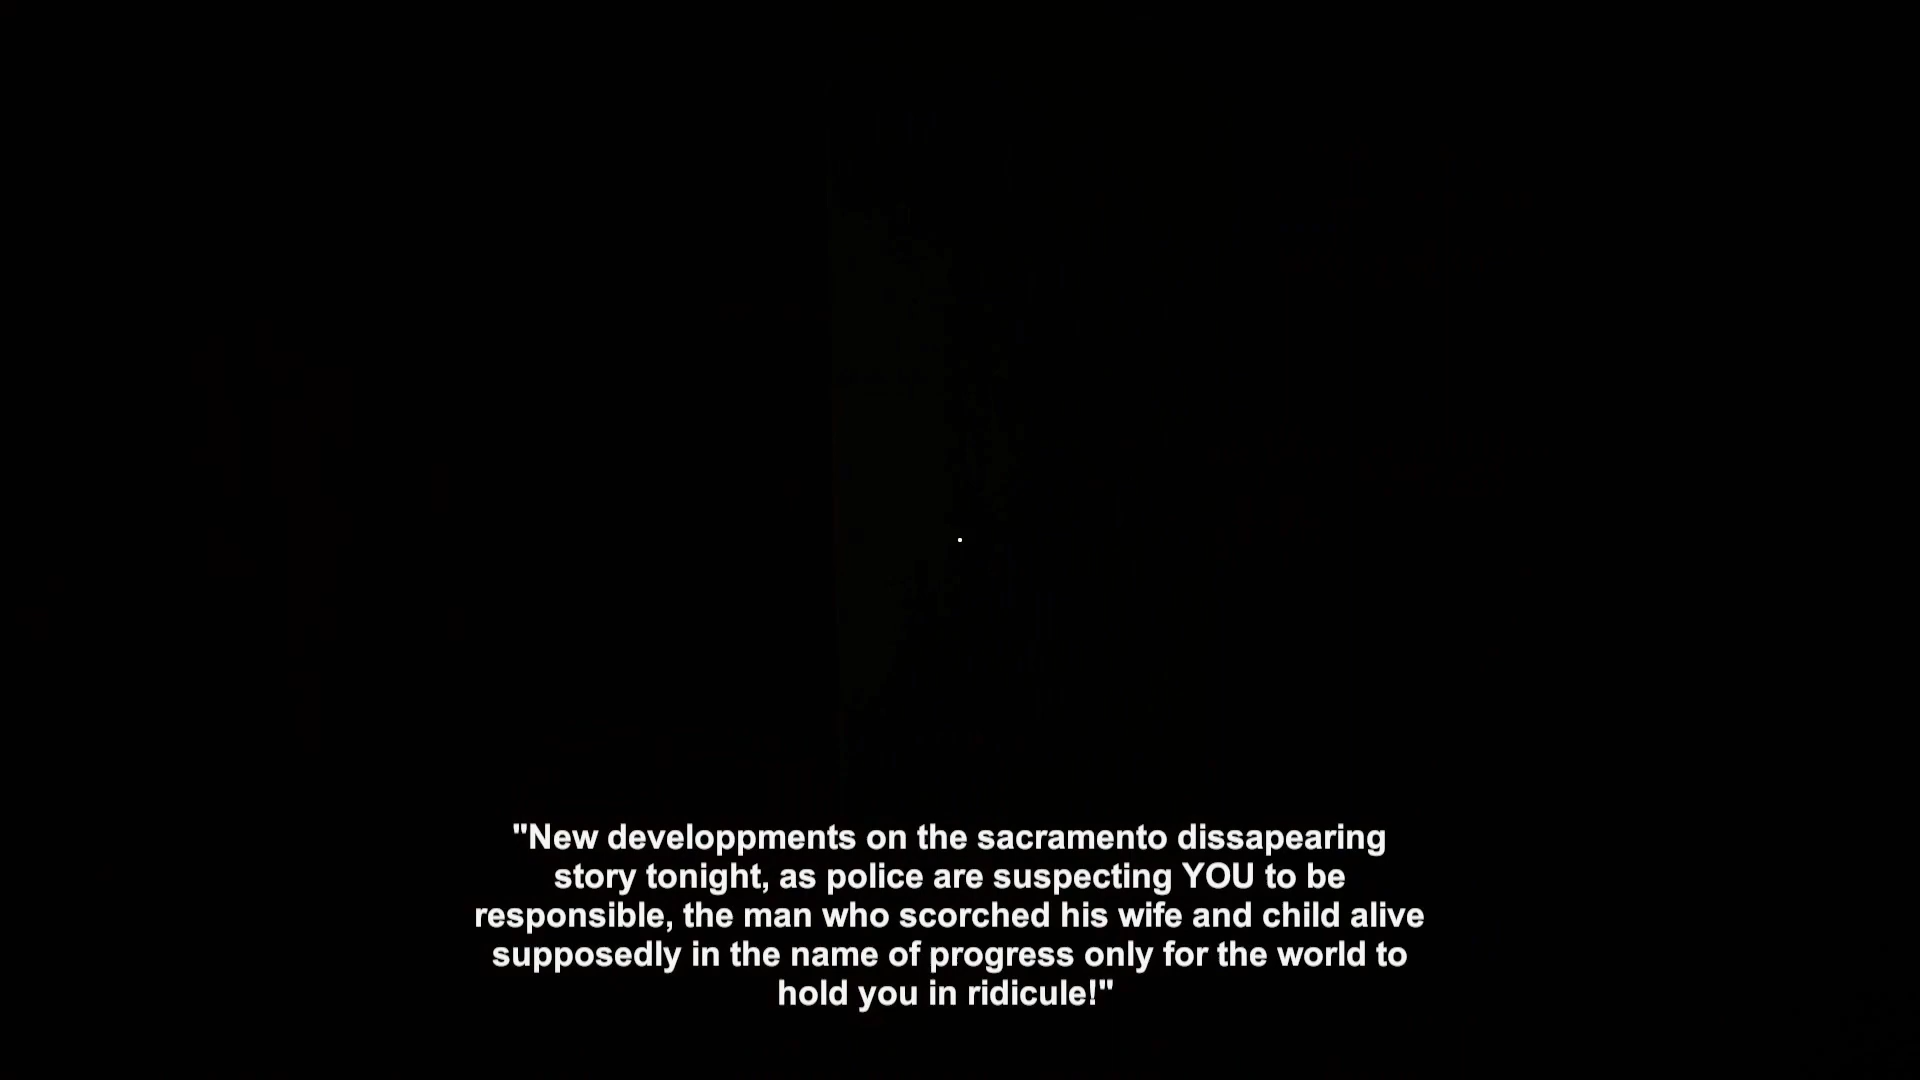 "New developpments on the sacramento dissapearing
story tonight, as police are suspecting YOU to be
responsible, the man who scorched his wife and child alive
supposedly in the name of progress only for the world to
hold you in ridicule!"